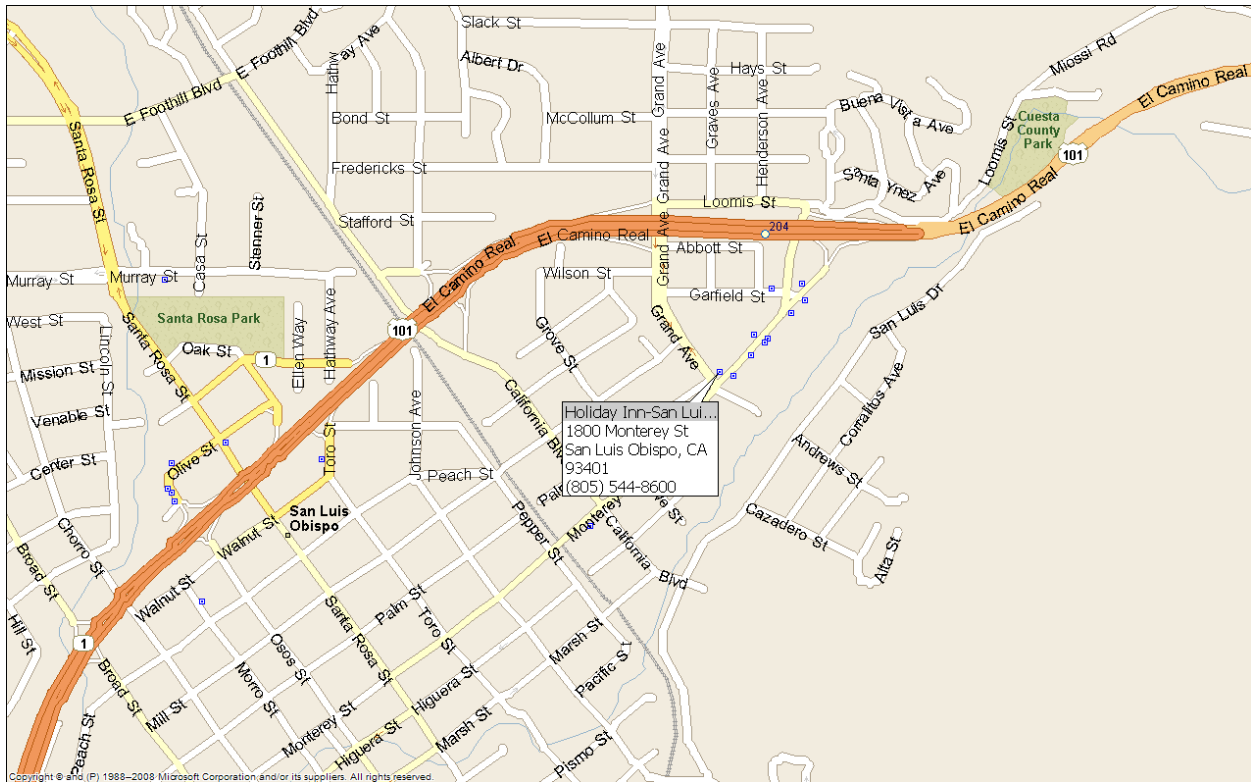 Slack St
E Foothill Blvd
Hathway Ave
Albert Dr
Grand Ave
Hays St
Graves Ave
Henderson Ave
Miossi Rd
El Camino Real
E Foothill Blvd
Bond St
McCollum St
Buena Vista Ave
Loomis St
Cuesta
County
Park
101
Santa Rosa St
Fredericks St
Grand Ave
Santa Ynez Ave
El Camino Real
Stenner St
Stafford St
Loomis St
204
El Camino Real
El Camino Real
Grand Ave
Abbott St
Casa St
Murray St
Murray St
Wilson St
Garfield St
San Luis Dr
West St
Santa Rosa Park
Santa Rosa St
Lincoln St
Ellen Way
Hathway Ave
101
Grand Ave
Grove St
Oak St
1
Mission St
Venable St
Corralitos Ave
California Blvd
Johnson Ave
Holiday Inn-San Lui...
1800 Monterey St
San Luis Obispo, CA
93401
(805) 544-8600
Olive St
Toro St
Center St
Peach St
Andrews St
San Luis
Obispo
Walnut St
Pepper St
Monterey
California Blvd
Cazadero St
Alta St
Chorro St
Broad St
Walnut St
Palm St
Toro St
Santa Rosa St
Hill St
1
Marsh St
Pacific St
Osos St
Morro St
Broad St
Mill St
Higuera St
Monterey St
Higuera St
Marsh St
Peach St
Pismo St
Copyright © and (P) 1988–2008 Microsoft Corporation and/or its suppliers. All rights reserved.